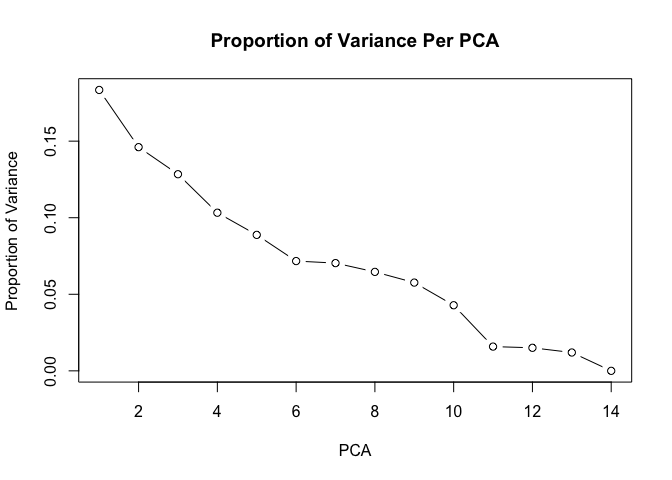 Proportion of Variance Per PCA
Proportion of Variance
0.15
0.10
0.05
0.00
2 4 6 8 10 12 14
PCA